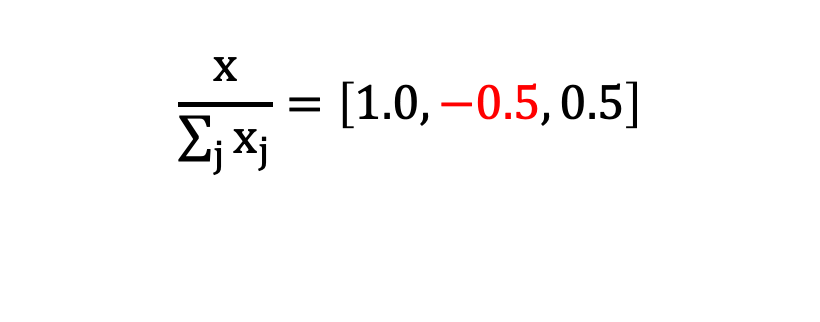 x
∑j xj = [1.0, −0.5, 0.5]